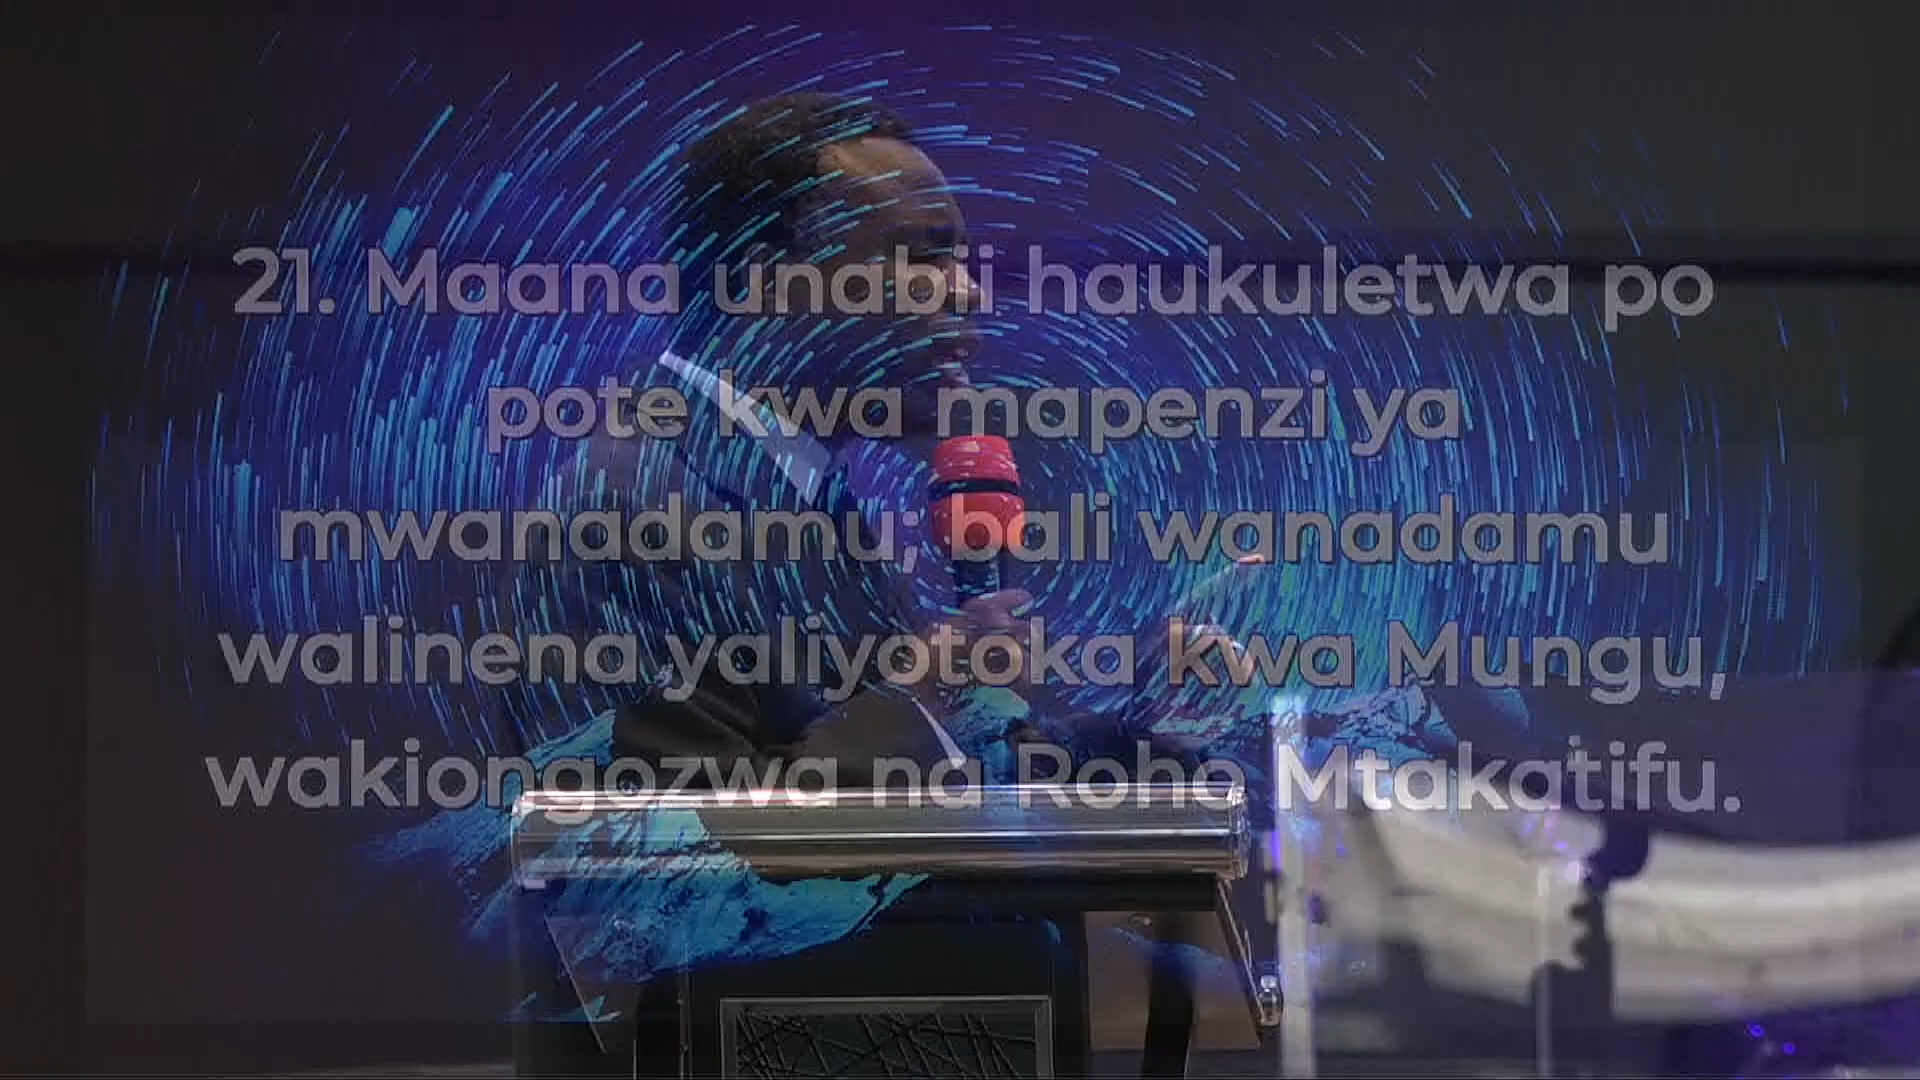 21. Maana unabii haukuletwa po
pote kwa mapenzi ya
mwanadamu; bali wanadamu
walinena yaliyotoka kwa Mungu,
wakiongozwa na Roho Mtakatifu.